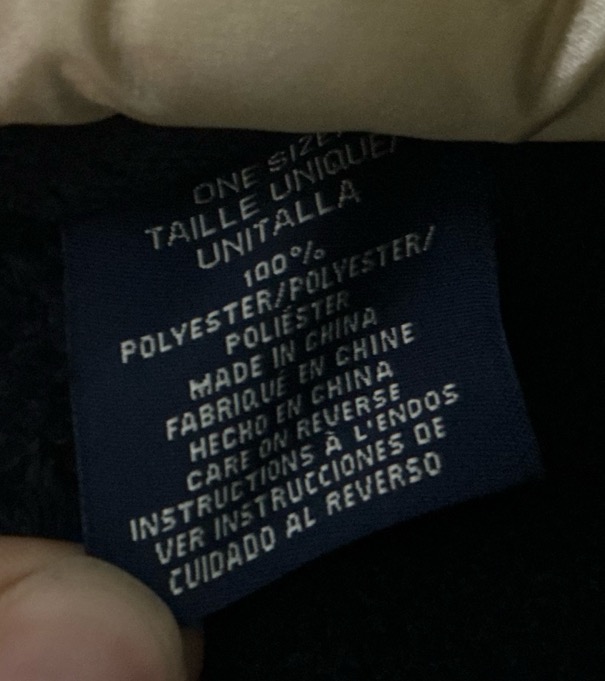 ONE SIZE/
TAILLE UNIQUE/
UNITALLA
100%
POLYESTER/POLYESTER/
POLIÉSTER
MADE IN CHINA
FABRIQUÉ EN CHINE
HECHO EN CHINA
CARE ON REVERSE
INSTRUCTIONS À L'ENDOS
VER INSTRUCCIONES DE
CUIDADO AL REVERSO